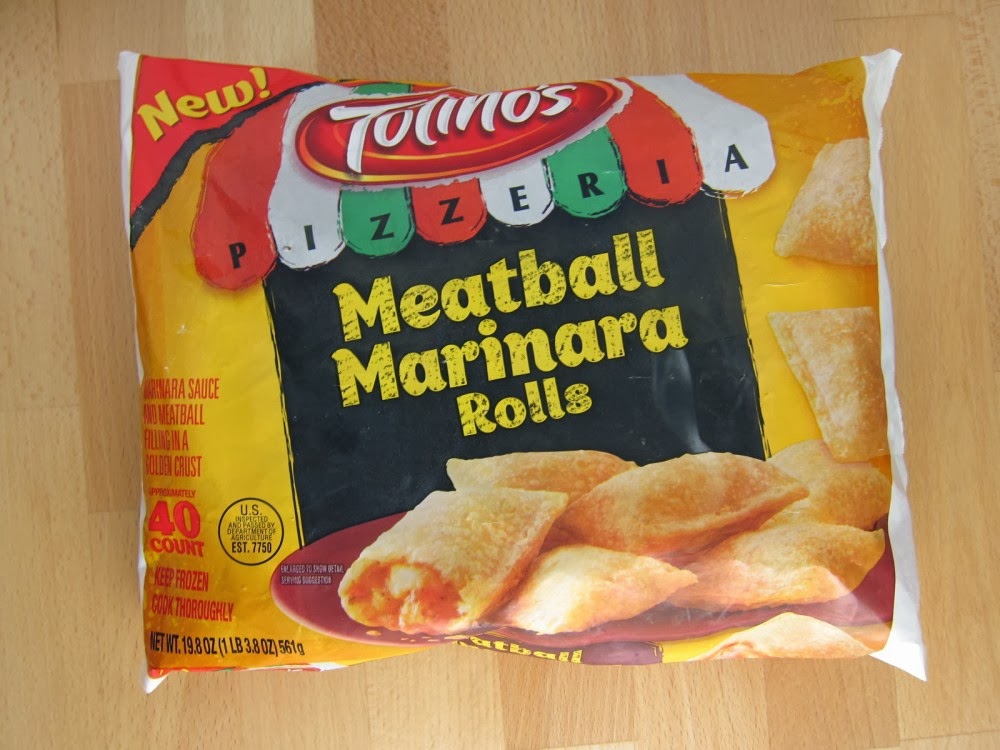 New!
Totino's
PIZZERIA
Meatball
Marinara
Rolls
MARINARA SAUCE
AND MEATBALL
FILLING IN A
GOLDEN CRUST
APPROXIMATELY
40
COUNT
U.S.
INSPECTED
AND PASSED BY
DEPARTMENT OF
AGRICULTURE
EST. 7750
KEEP FROZEN
COOK THOROUGHLY
ENLARGED TO SHOW DETAIL
SERVING SUGGESTION
NET WT. 19.8 OZ (1 LB 3.8 OZ) 561g
atball